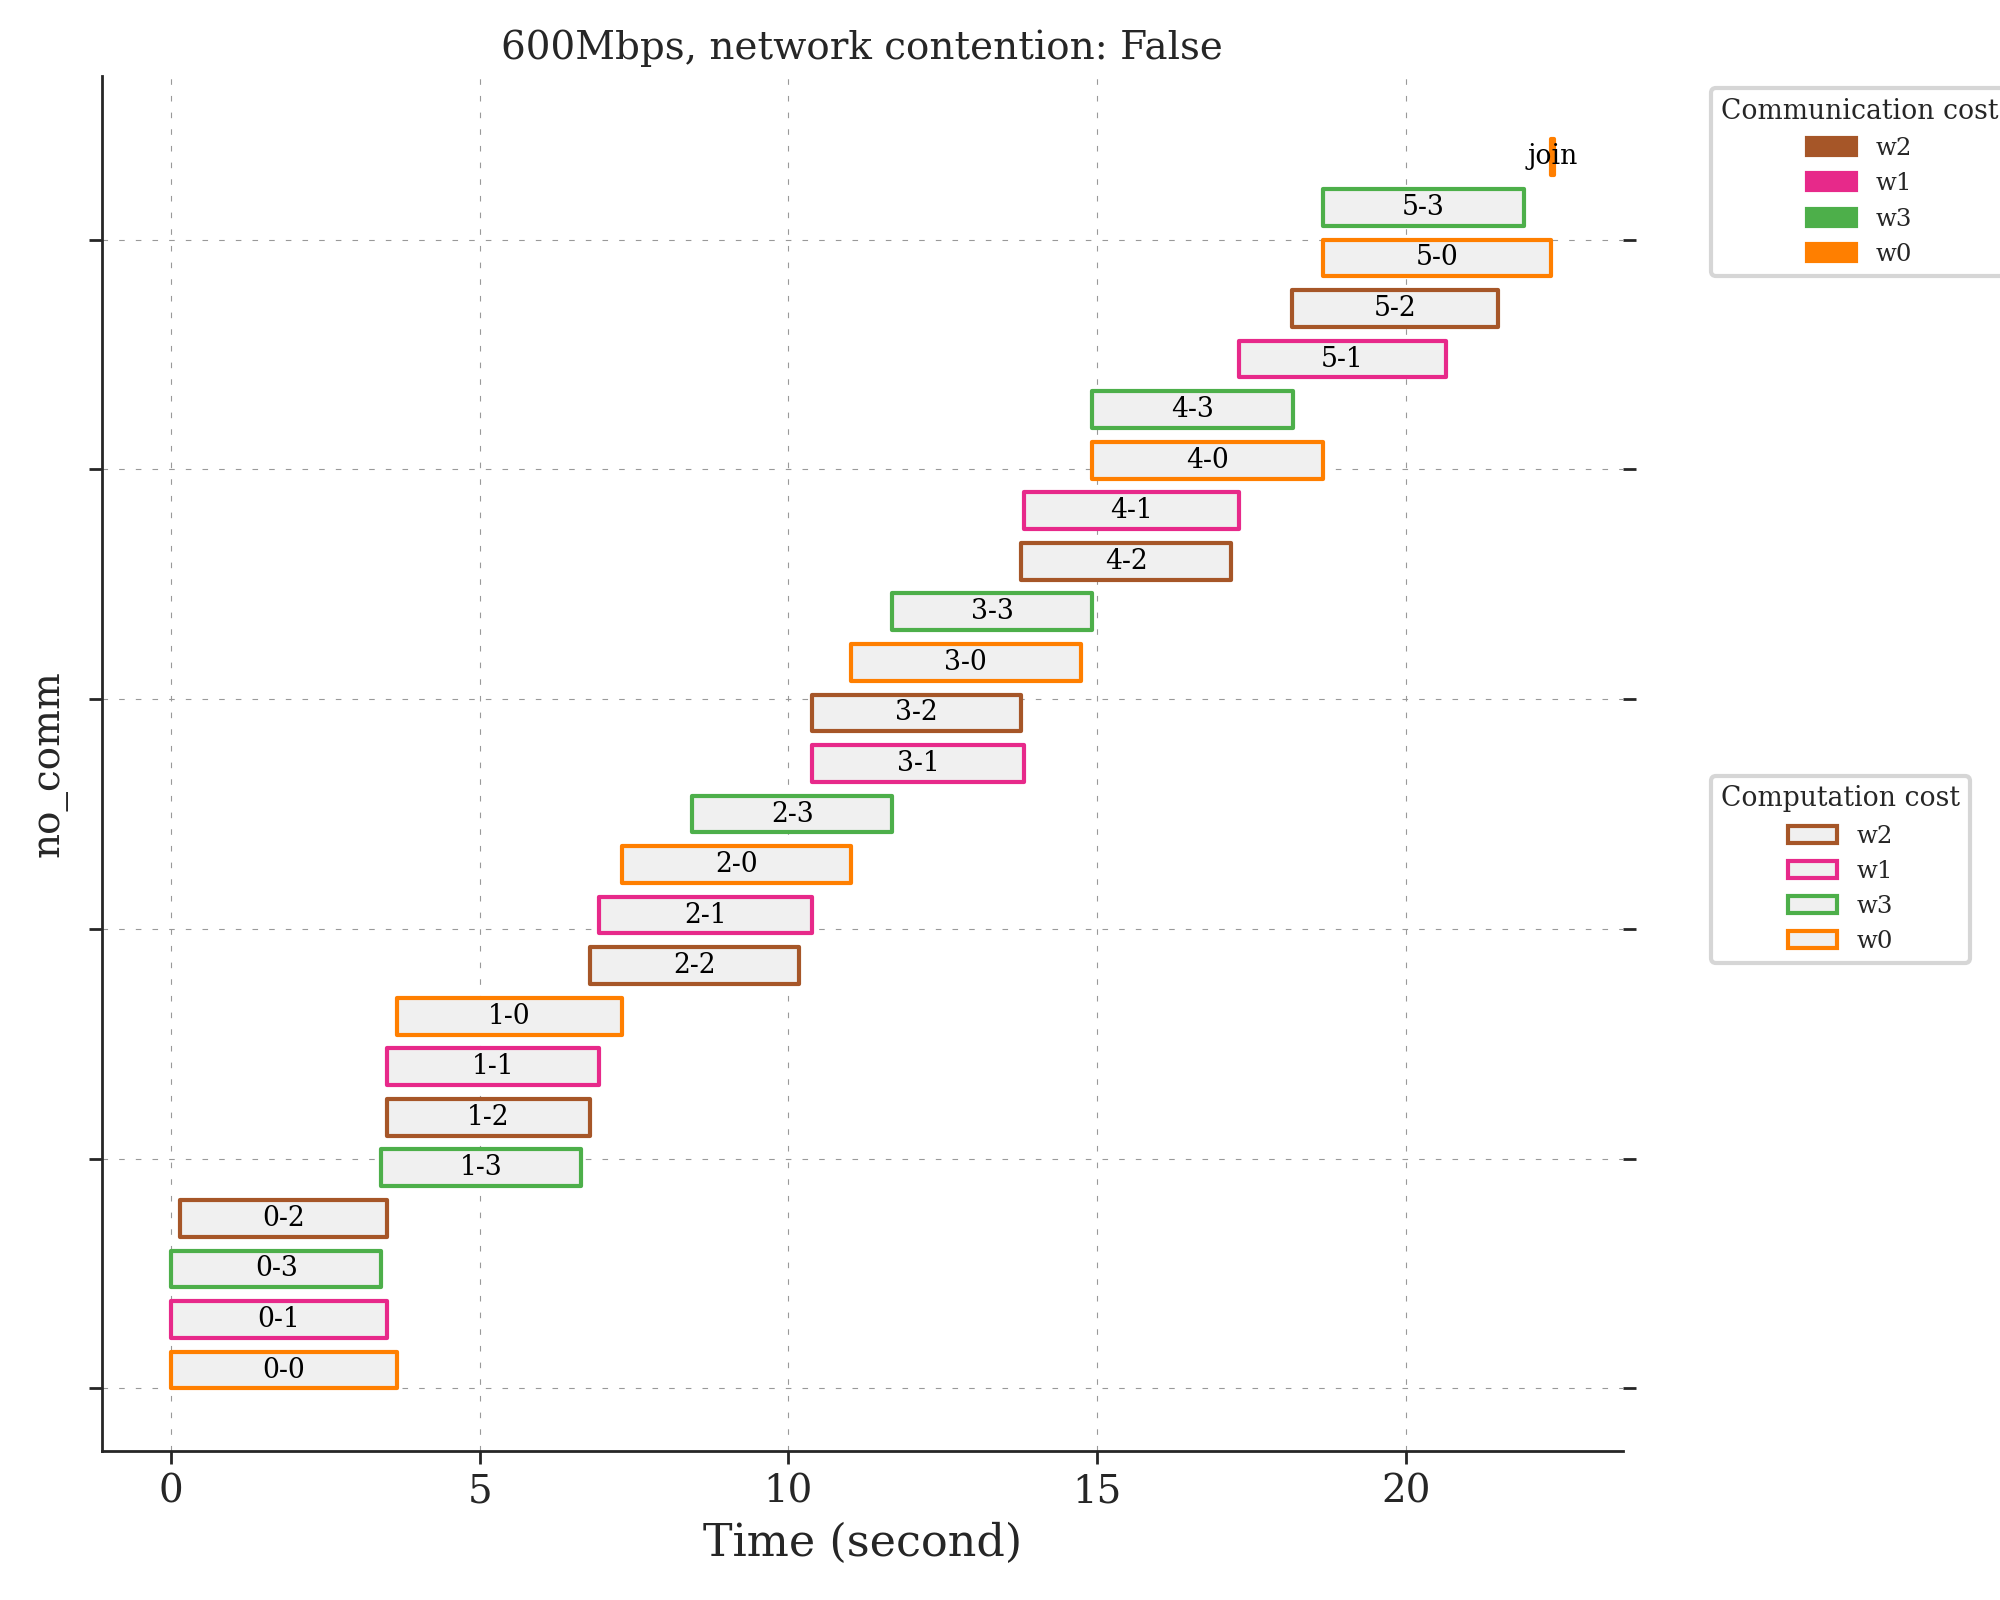 600Mbps, network contention: False
join
5-3
5-0
5-2
5-1
4-3
4-0
4-1
4-2
3-3
3-0
3-2
3-1
2-3
2-0
2-1
2-2
1-0
1-1
1-2
1-3
0-2
0-3
0-1
0-0
no_comm
0 5 10 15 20
Time (second)
Communication cost
w2
w1
w3
w0
Computation cost
w2
w1
w3
w0